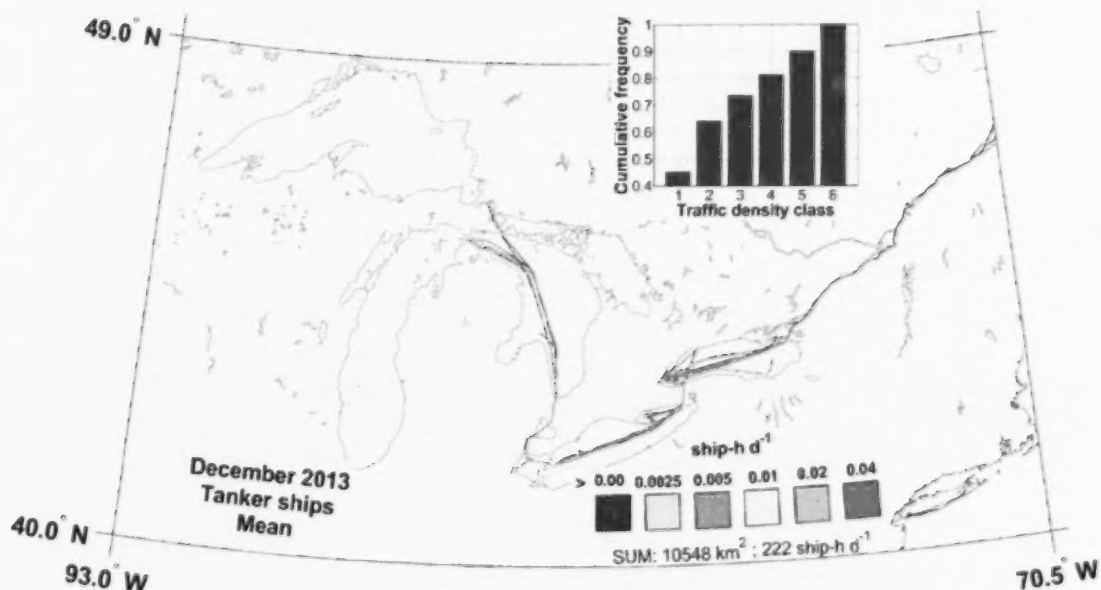 49.0° N
1
0.9
0.8
0.7
0.6
0.5
0.4
Cumulative frequency
1 2 3 4 5 6
Traffic density class
ship-h d⁻¹
> 0.00 0.0025 0.005 0.01 0.02 0.04
SUM: 10548 km² ; 222 ship-h d⁻¹
December 2013
Tanker ships
Mean
40.0° N
93.0° W
70.5° W